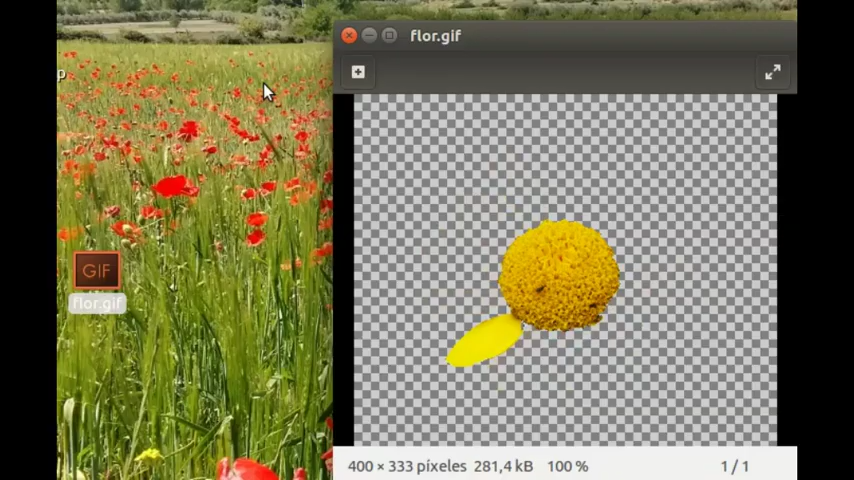 flor.gif
p
GIF
flor.gif
400 × 333 píxeles 281,4 kB 100 % 1 / 1